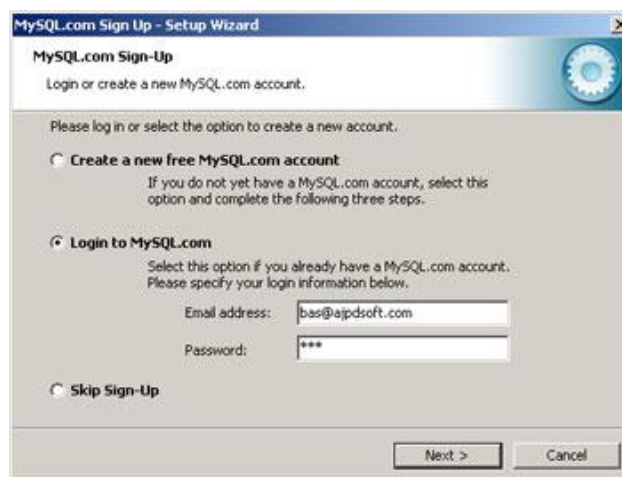 MySQL.com Sign Up - Setup Wizard
MySQL.com Sign-Up
Login or create a new MySQL.com account.
Please log in or select the option to create a new account.
Create a new free MySQL.com account
If you do not yet have a MySQL.com account, select this
option and complete the following three steps.
Login to MySQL.com
Select this option if you already have a MySQL.com account.
Please specify your login information below.
Email address: bas@ajpdsoft.com
Password: ***
Skip Sign-Up
Next > Cancel